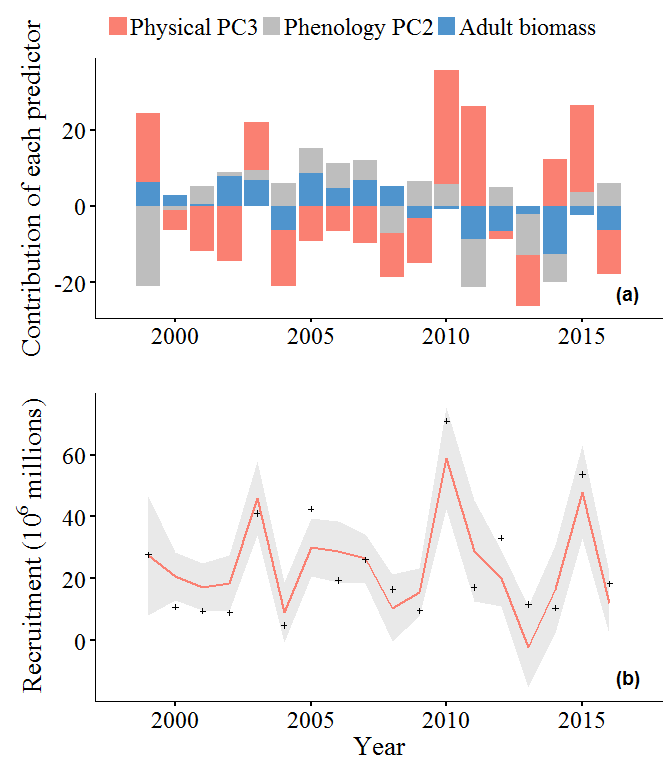 Physical PC3 Phenology PC2 Adult biomass
Contribution of each predictor
20
0
-20
(a)
2000 2005 2010 2015
Recruitment (10⁶ millions)
60
40
20
0
(b)
2000 2005 2010 2015
Year